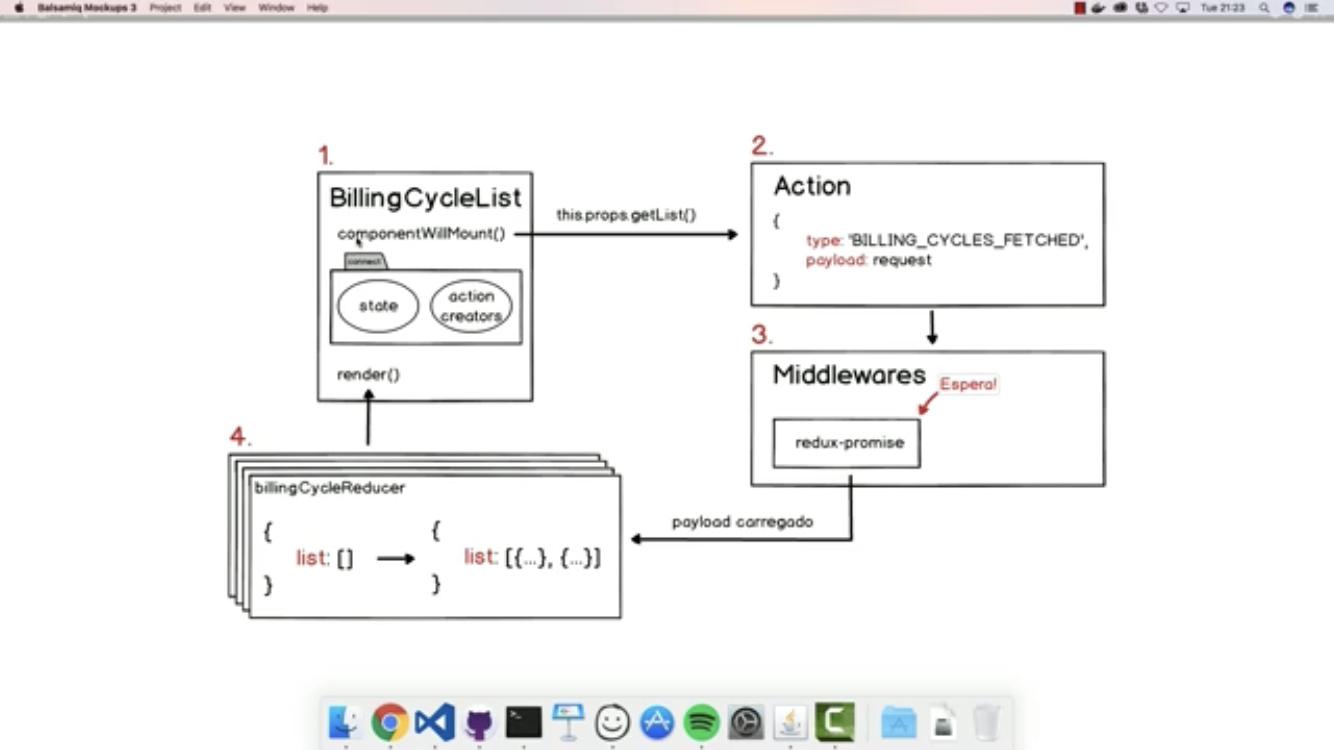 Balsamiq Mockups 3 Project Edit View Window Help Tue 21:23
1.
BillingCycleList
componentWillMount()
connect
state
action
creators
render()
this.props.getList()
2.
Action
{
type: 'BILLING_CYCLES_FETCHED',
payload: request
}
3.
Middlewares
Espera!
redux-promise
payload carregado
4.
billingCycleReducer
{ {
list: [] list: [{...}, {...}]
} }